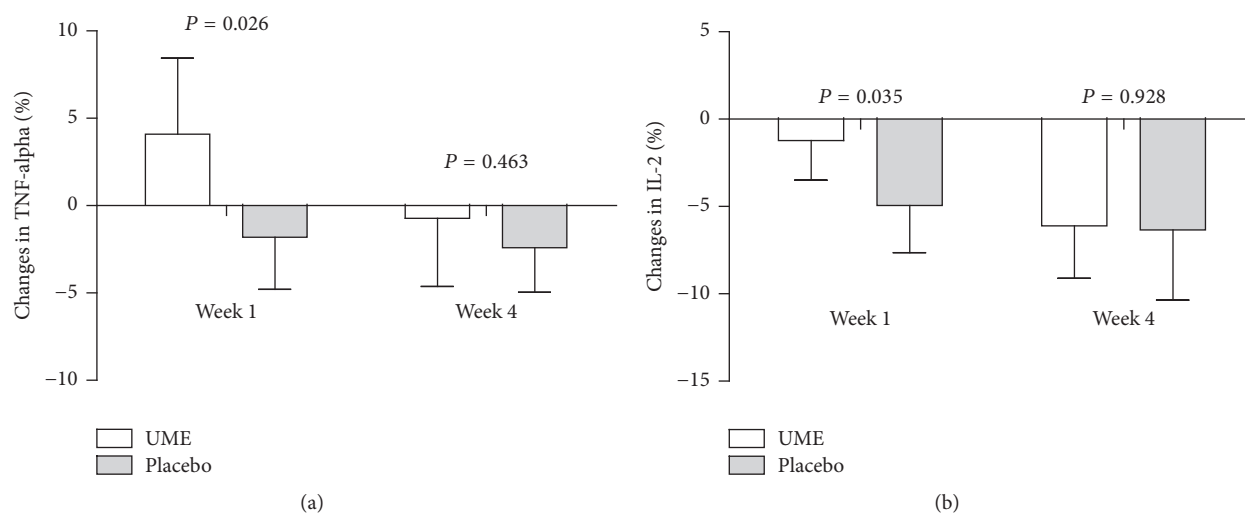 Changes in TNF-alpha (%)
10
5
0
−5
−10
P = 0.026
P = 0.463
Week 1
Week 4
UME
Placebo
(a)
Changes in IL-2 (%)
5
0
−5
−10
−15
P = 0.035
P = 0.928
Week 1
Week 4
UME
Placebo
(b)